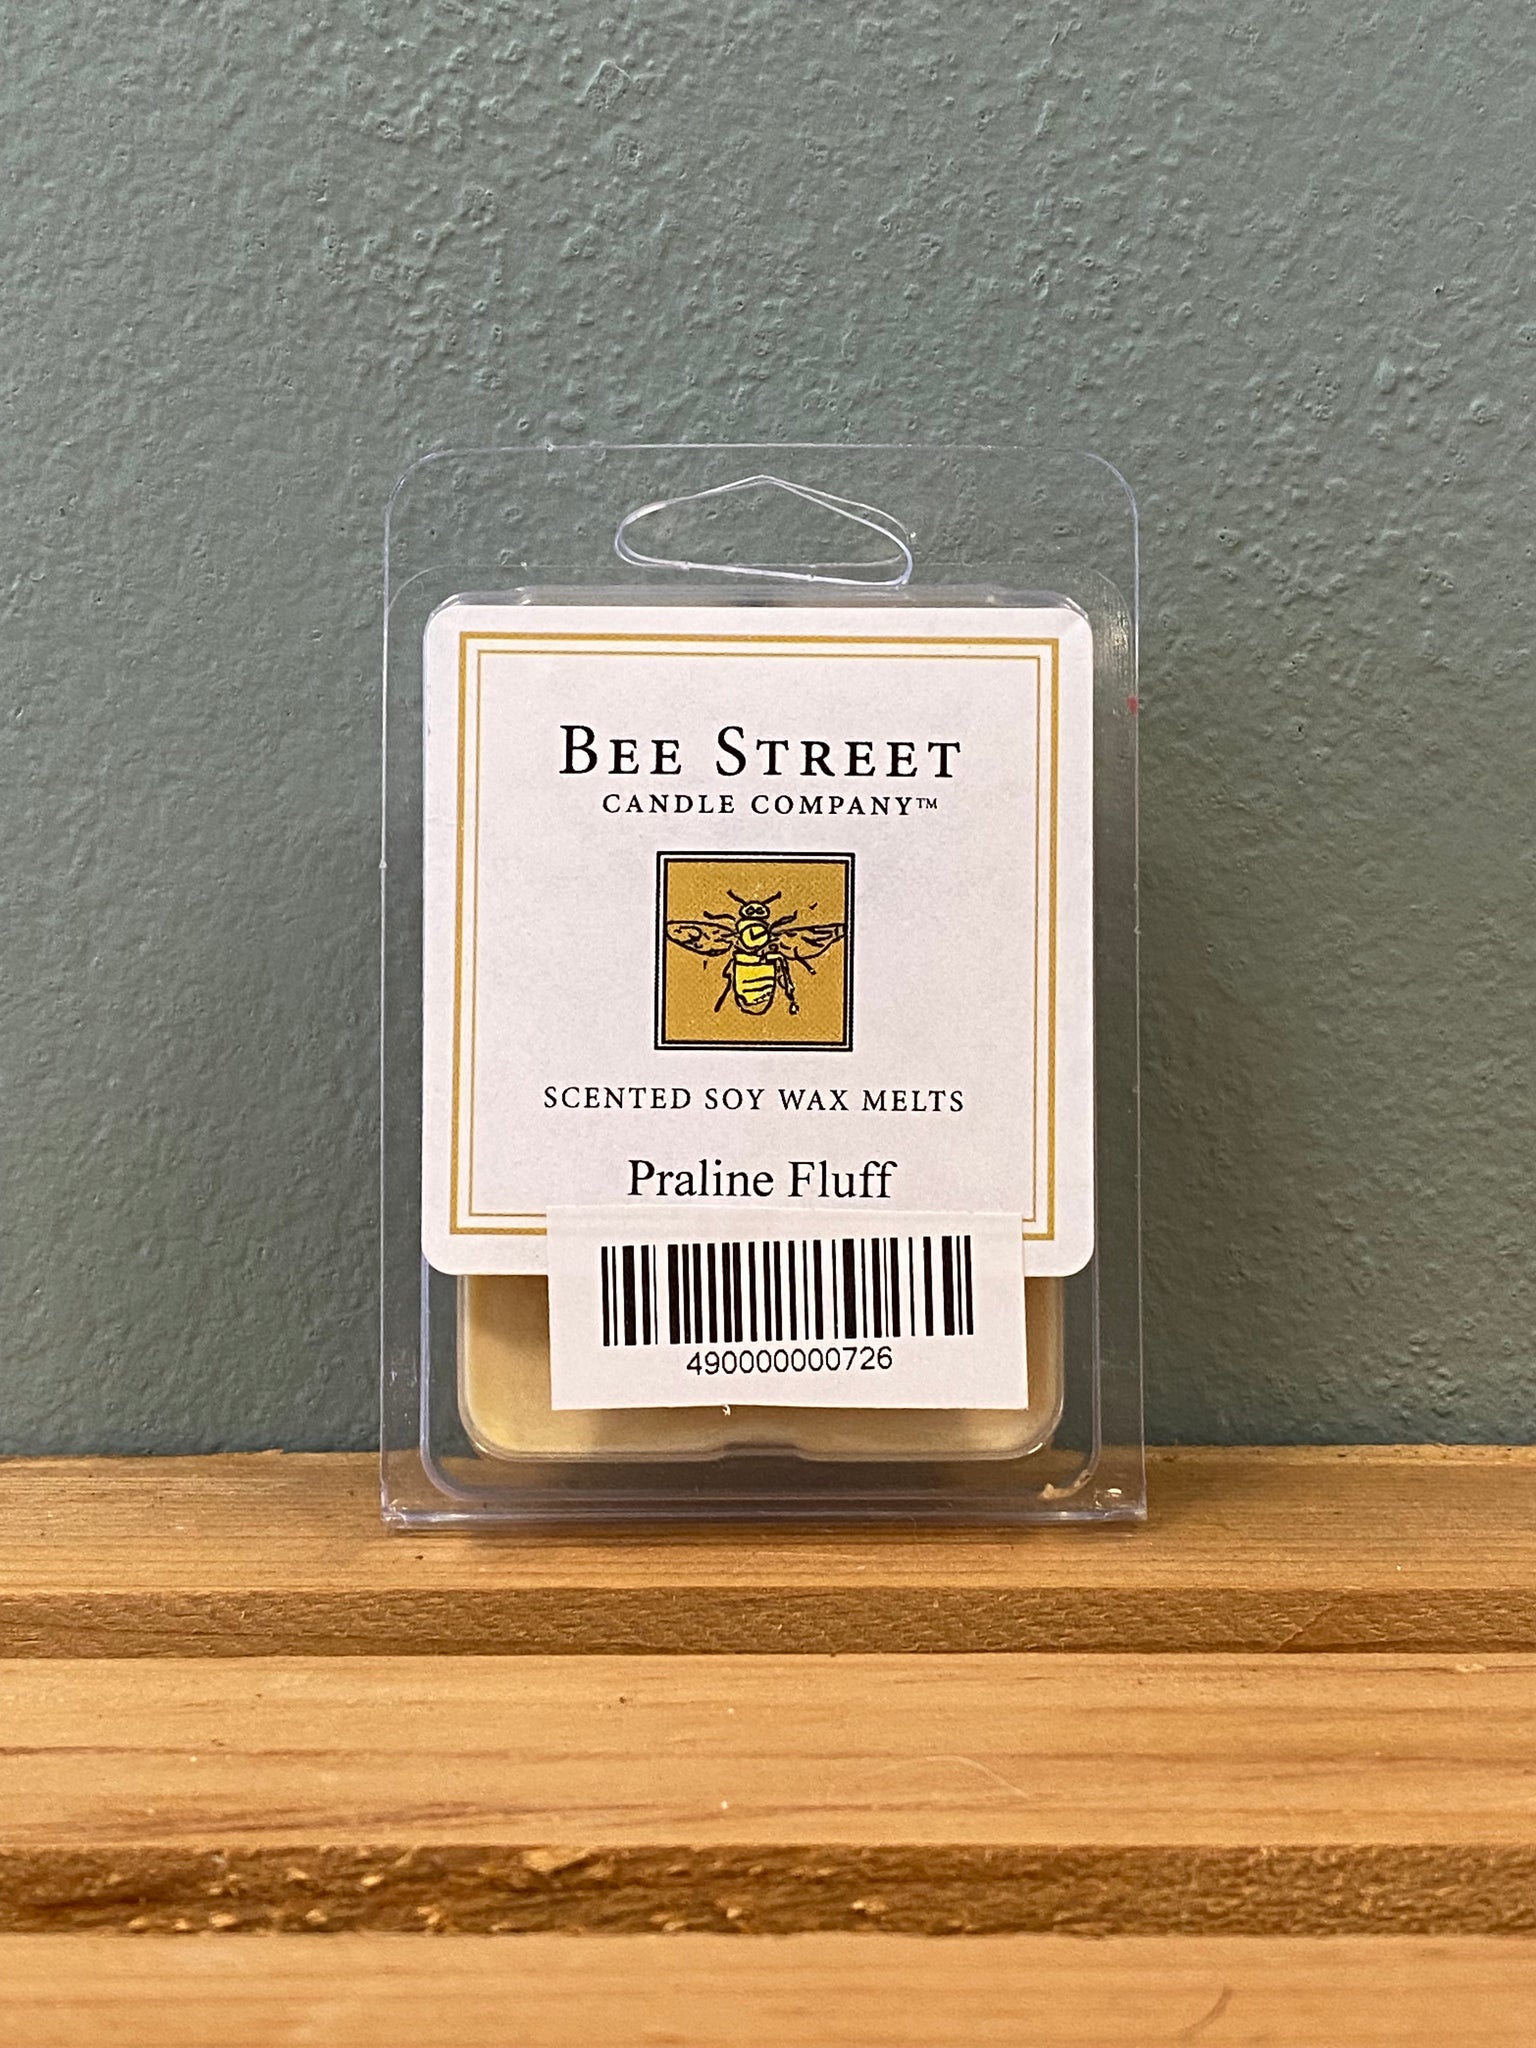 BEE STREET
CANDLE COMPANY™
SCENTED SOY WAX MELTS
Praline Fluff
490000000726